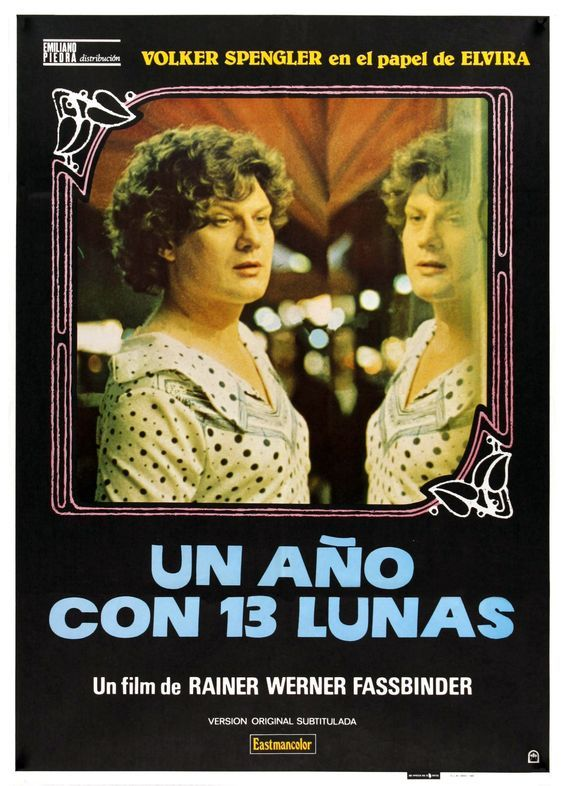 EMILIANO
PIEDRA distribución
VOLKER SPENGLER en el papel de ELVIRA
UN AÑO
CON 13 LUNAS
Un film de RAINER WERNER FASSBINDER
VERSION ORIGINAL SUBTITULADA
Eastmancolor